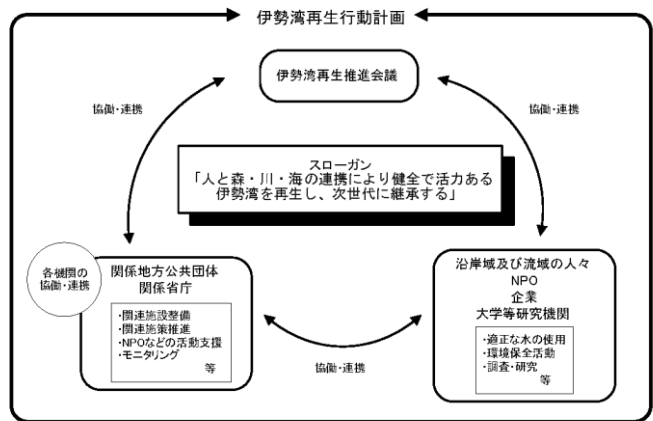 伊勢湾再生行動計画
伊勢湾再生推進会議
協働・連携
協働・連携
スローガン
「人と森・川・海の連携により健全で活力ある
伊勢湾を再生し、次世代に継承する」
各機関の
協働・連携
関係地方公共団体
関係省庁
・関連施設整備
・関連施策推進
・NPOなどの活動支援
・モニタリング
等
沿岸域及び流域の人々
NPO
企業
大学等研究機関
・適正な水の使用
・環境保全活動
・調査・研究
等
協働・連携